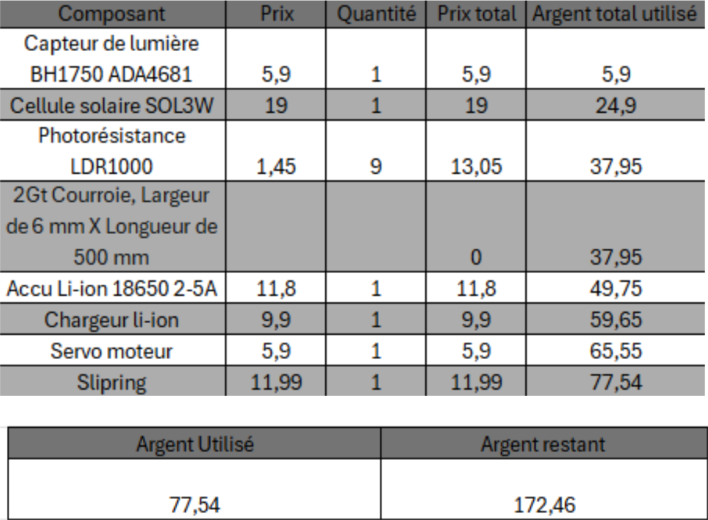 Composant Prix Quantité Prix total Argent total utilisé
Capteur de lumière
BH1750 ADA4681 5,9 1 5,9 5,9
Cellule solaire SOL3W 19 1 19 24,9
Photorésistance
LDR1000 1,45 9 13,05 37,95
2Gt Courroie, Largeur
de 6 mm X Longueur de
500 mm 0 37,95
Accu Li-ion 18650 2-5A 11,8 1 11,8 49,75
Chargeur li-ion 9,9 1 9,9 59,65
Servo moteur 5,9 1 5,9 65,55
Slipring 11,99 1 11,99 77,54
Argent Utilisé Argent restant
77,54 172,46